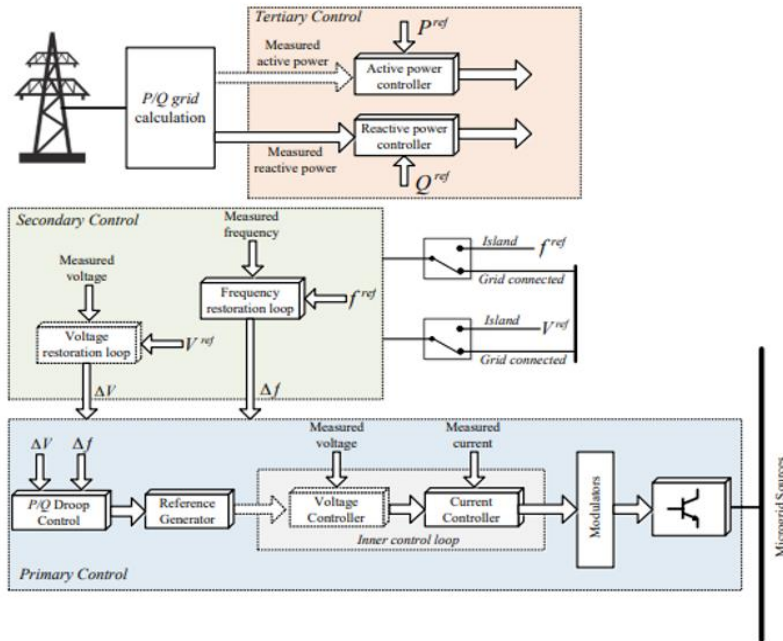 Tertiary Control
P^ref
Measured
active power
Active power
controller
P/Q grid
calculation
Reactive power
controller
Measured
reactive power
Q^ref
Secondary Control
Measured
frequency
Measured
voltage
Frequency
restoration loop
f^ref
Voltage
restoration loop
V^ref
ΔV
Δf
Island
f^ref
Grid connected
Island
V^ref
Grid connected
ΔV
Δf
Measured
voltage
Measured
current
P/Q Droop
Control
Reference
Generator
Voltage
Controller
Current
Controller
Inner control loop
Modulators
Primary Control
Microgrid Sources